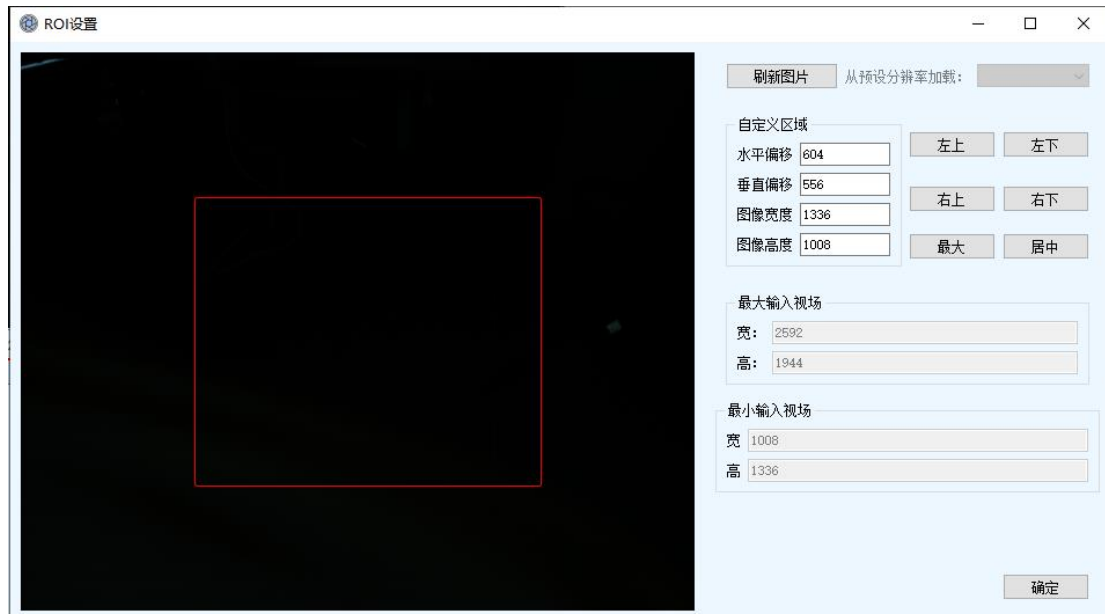 ROI设置
刷新图片 从预设分辨率加载：
自定义区域
水平偏移 604
垂直偏移 556
图像宽度 1336
图像高度 1008
左上 左下
右上 右下
最大 居中
最大输入视场
宽： 2592
高： 1944
最小输入视场
宽 1008
高 1336
确定